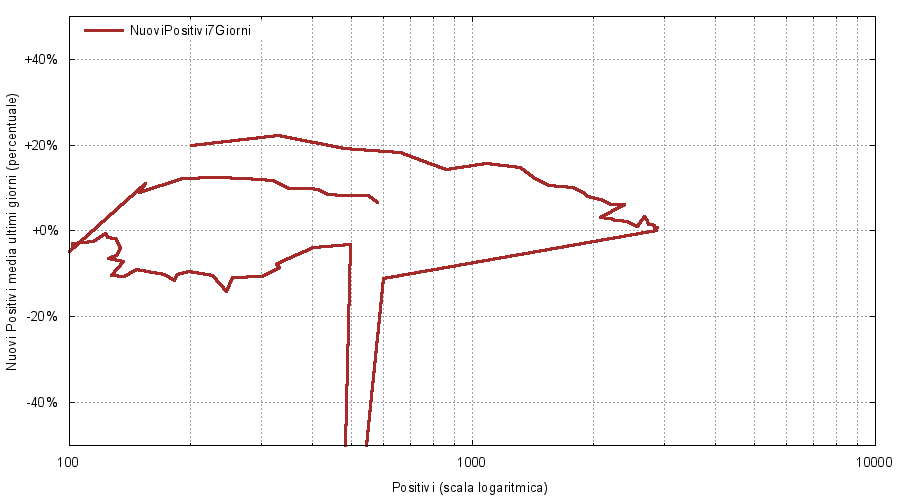 NuoviPositivi7Giorni
+40%
+20%
+0%
-20%
-40%
Nuovi Positivi media ultimi giorni (percentuale)
100
1000
10000
Positivi (scala logaritmica)